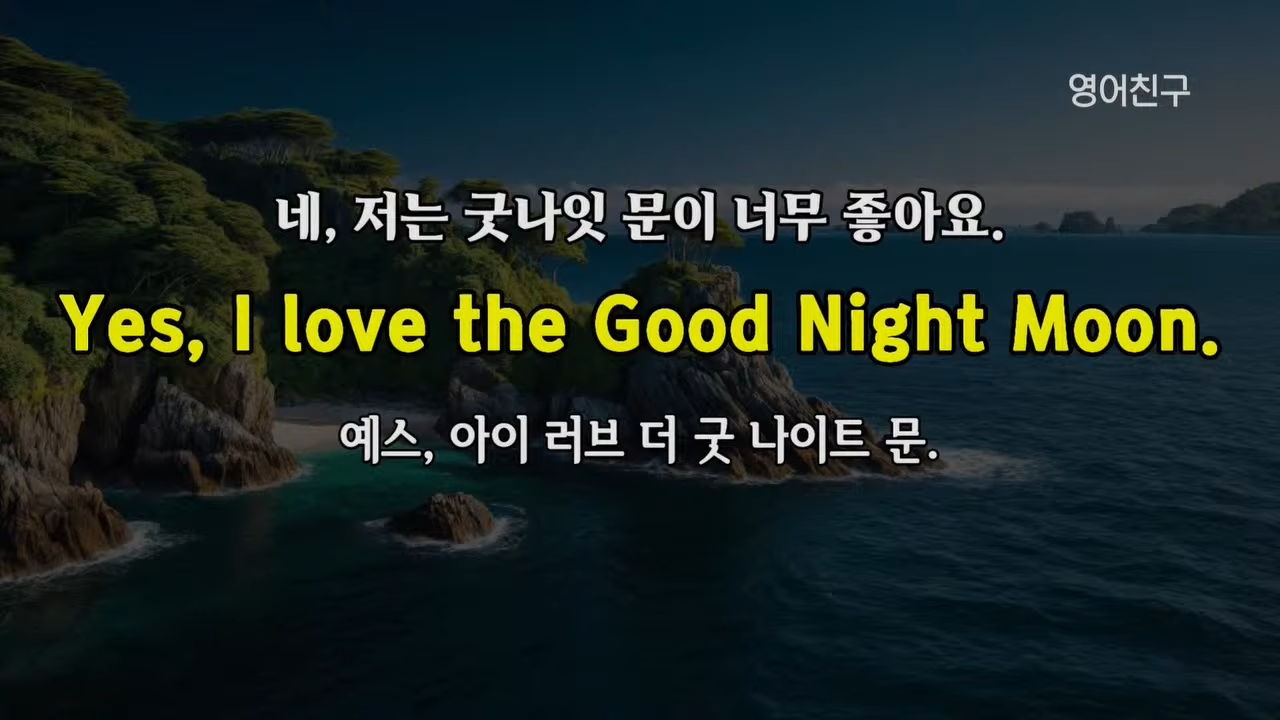 영어친구
네, 저는 굿나잇 문이 너무 좋아요.
Yes, I love the Good Night Moon.
예스, 아이 러브 더 굿 나이트 문.